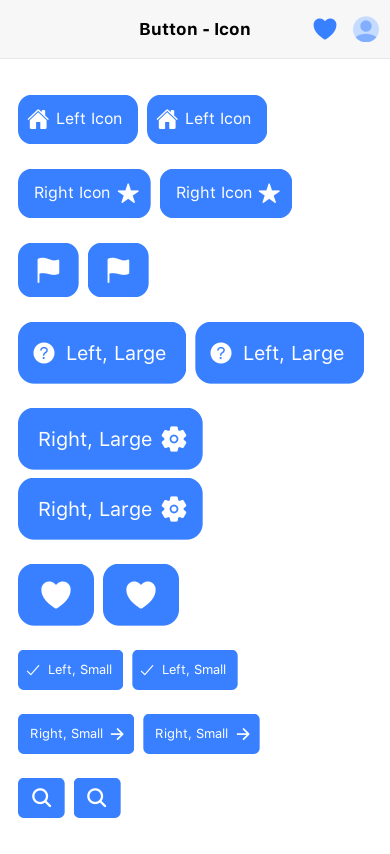 Button - Icon
Left Icon Left Icon
Right Icon Right Icon
Left, Large Left, Large
Right, Large
Right, Large
Left, Small Left, Small
Right, Small Right, Small